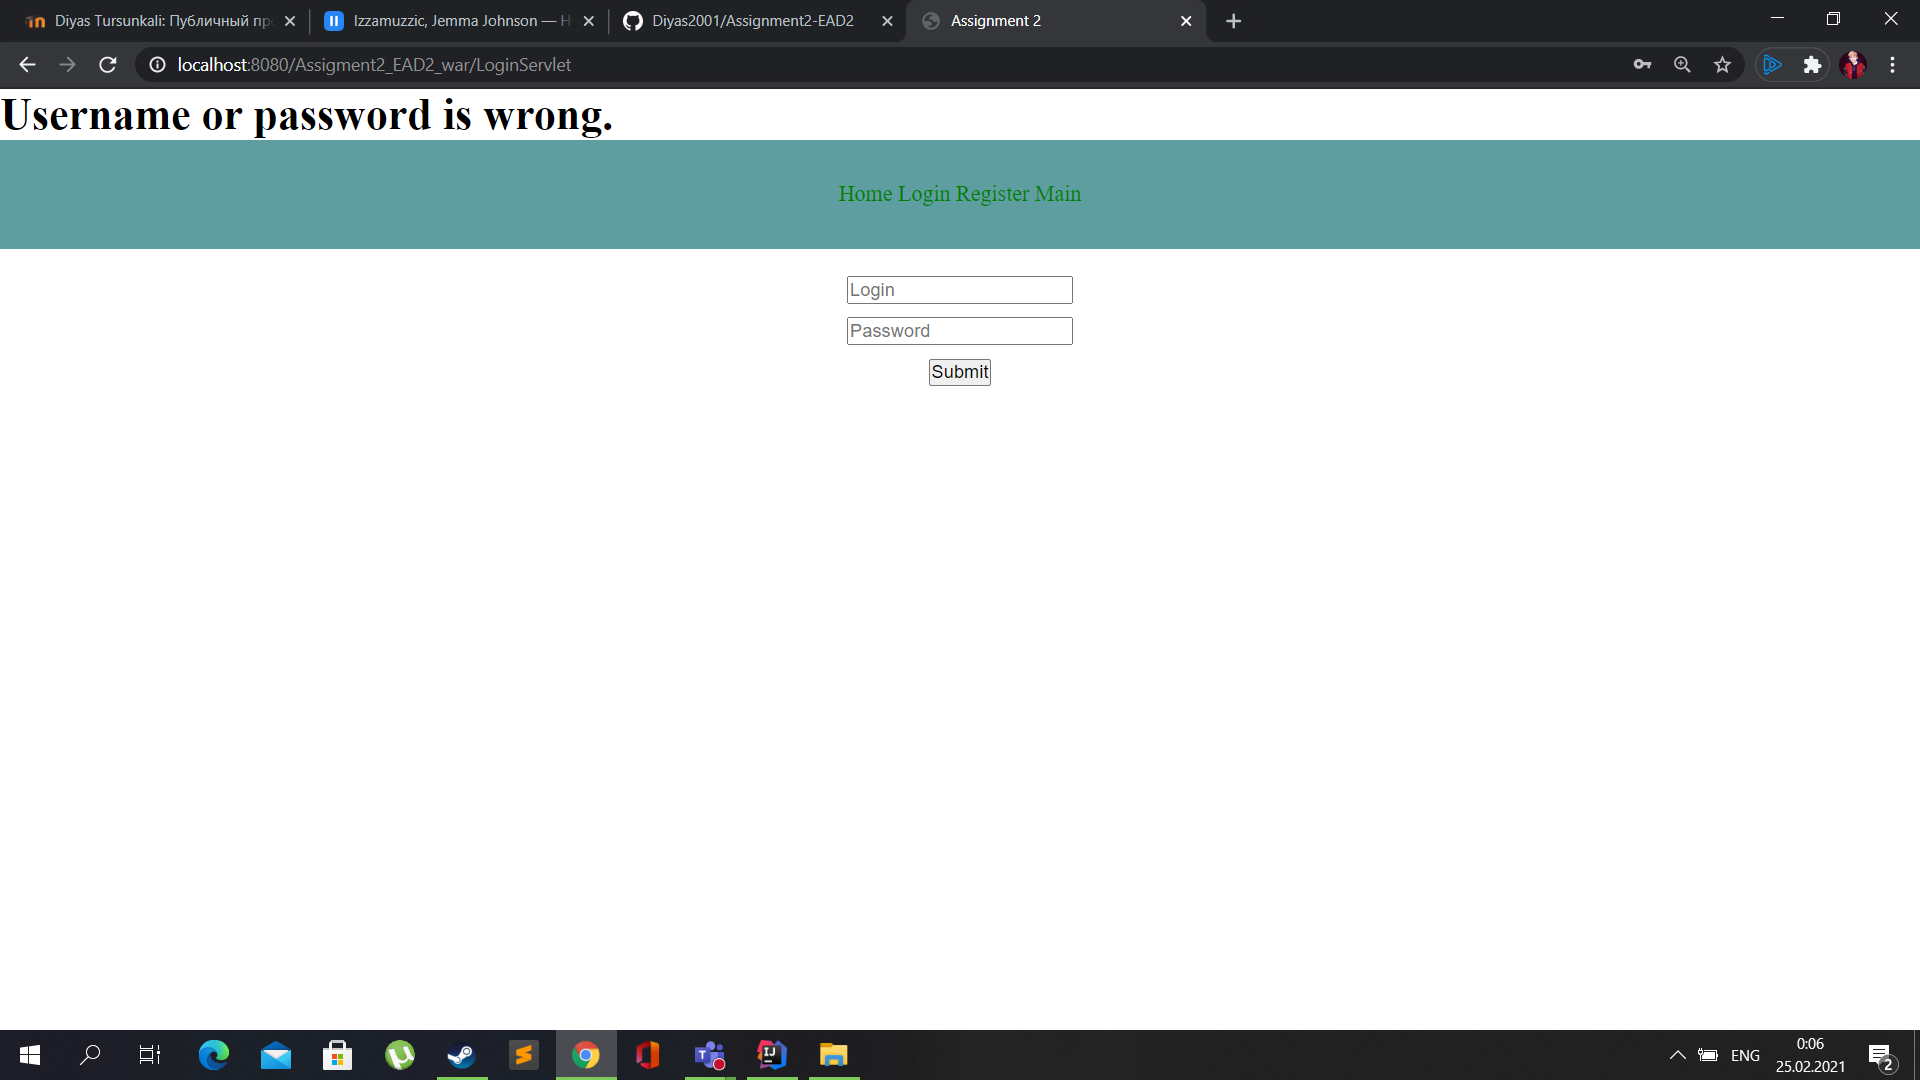 Diyas Tursunkali: Публичный пр
Izzamuzzic, Jemma Johnson — H
Diyas2001/Assignment2-EAD2
Assignment 2
localhost:8080/Assigment2_EAD2_war/LoginServlet
Username or password is wrong.
Home Login Register Main
Login
Password
Submit
ENG
0:06
25.02.2021
2